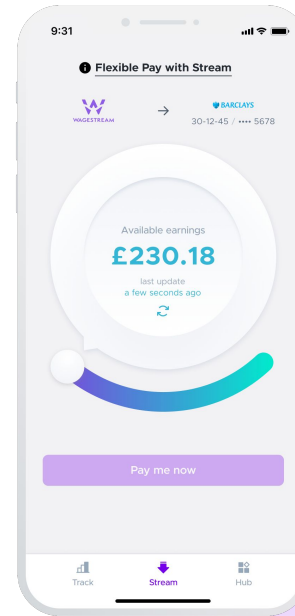 9:31
Flexible Pay with Stream
WAGESTREAM
BARCLAYS
30-12-45 / •••• 5678
Available earnings
£230.18
last update
a few seconds ago
Pay me now
Track
Stream
Hub